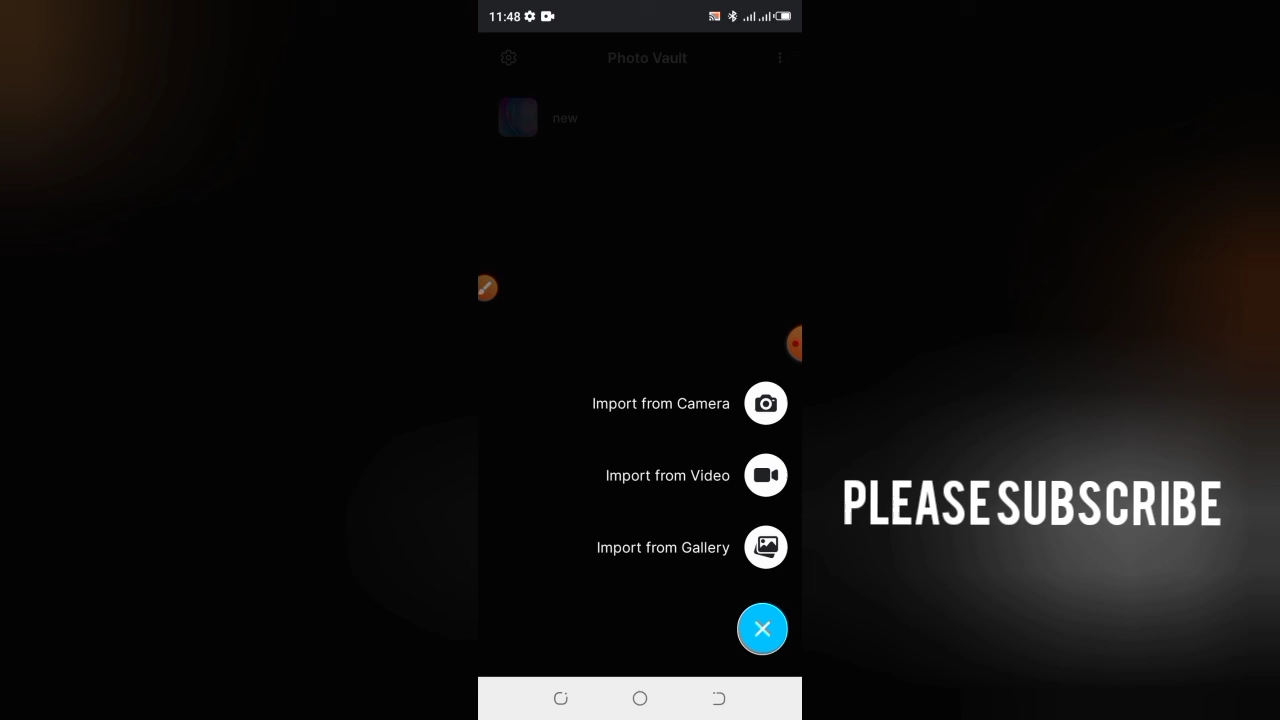 11:48
Photo Vault
new
Import from Camera
Import from Video
Import from Gallery
PLEASE SUBSCRIBE